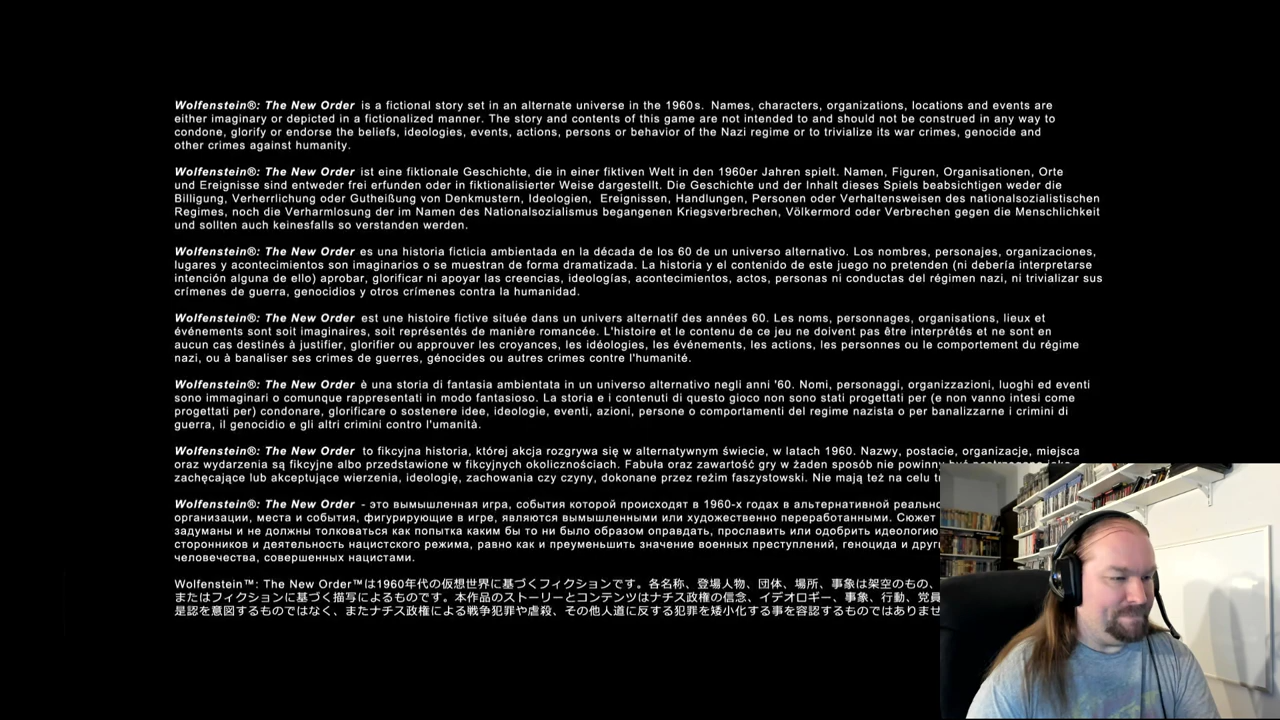 Wolfenstein®: The New Order is a fictional story set in an alternate universe in the 1960s. Names, characters, organizations, locations and events are
either imaginary or depicted in a fictionalized manner. The story and contents of this game are not intended to and should not be construed in any way to
condone, glorify or endorse the beliefs, ideologies, events, actions, persons or behavior of the Nazi regime or to trivialize its war crimes, genocide and
other crimes against humanity.
Wolfenstein®: The New Order ist eine fiktionale Geschichte, die in einer fiktiven Welt in den 1960er Jahren spielt. Namen, Figuren, Organisationen, Orte
und Ereignisse sind entweder frei erfunden oder in fiktionalisierter Weise dargestellt. Die Geschichte und der Inhalt dieses Spiels beabsichtigen weder die
Billigung, Verherrlichung oder Gutheißung von Denkmustern, Ideologien, Ereignissen, Handlungen, Personen oder Verhaltensweisen des nationalsozialistischen
Regimes, noch die Verharmlosung der im Namen des Nationalsozialismus begangenen Kriegsverbrechen, Völkermord oder Verbrechen gegen die Menschlichkeit
und sollten auch keinesfalls so verstanden werden.
Wolfenstein®: The New Order es una historia ficticia ambientada en la década de los 60 de un universo alternativo. Los nombres, personajes, organizaciones,
lugares y acontecimientos son imaginarios o se muestran de forma dramatizada. La historia y el contenido de este juego no pretenden (ni debería interpretarse
intención alguna de ello) aprobar, glorificar ni apoyar las creencias, ideologías, acontecimientos, actos, personas ni conductas del régimen nazi, ni trivializar sus
crímenes de guerra, genocidios y otros crímenes contra la humanidad.
Wolfenstein®: The New Order est une histoire fictive située dans un univers alternatif des années 60. Les noms, personnages, organisations, lieux et
événements sont soit imaginaires, soit représentés de manière romancée. L'histoire et le contenu de ce jeu ne doivent pas être interprétés et ne sont en
aucun cas destinés à justifier, glorifier ou approuver les croyances, les idéologies, les événements, les actions, les personnes ou le comportement du régime
nazi, ou à banaliser ses crimes de guerres, génocides ou autres crimes contre l'humanité.
Wolfenstein®: The New Order è una storia di fantasia ambientata in un universo alternativo negli anni '60. Nomi, personaggi, organizzazioni, luoghi ed eventi
sono immaginari o comunque rappresentati in modo fantasioso. La storia e i contenuti di questo gioco non sono stati progettati per (e non vanno intesi come
progettati per) condonare, glorificare o sostenere idee, ideologie, eventi, azioni, persone o comportamenti del regime nazista o per banalizzarne i crimini di
guerra, il genocidio e gli altri crimini contro l'umanità.
Wolfenstein®: The New Order to fikcyjna historia, której akcja rozgrywa się w alternatywnym świecie, w latach 1960. Nazwy, postacie, organizacje, miejsca
oraz wydarzenia są fikcyjne albo przedstawione w fikcyjnych okolicznościach. Fabuła oraz zawartość gry w żaden sposób nie powinny
zachęcające lub akceptujące wierzenia, ideologię, zachowania czy czyny, dokonane przez reżim faszystowski. Nie mają też na celu
Wolfenstein®: The New Order - это вымышленная игра, события которой происходят в 1960-х годах в альтернативной
организации, места и события, фигурирующие в игре, являются вымышленными или художественно переработанными. Сюжет
задуманы и не должны толковаться как попытка каким бы то ни было образом оправдать, прославить или одобрить идеологию
сторонников и деятельность нацистского режима, равно как и преуменьшить значение военных преступлений, геноцида и
человечества, совершенных нацистами.
Wolfenstein™: The New Order™は1960年代の仮想世界に基づくフィクションです。各名称、登場人物、団体、場所、事象は架空のもの、
またはフィクションに基づく描写によるものです。本作品のストーリーとコンテンツはナチス政権の信念、イデオロギー、事象、行動、党員
是認を意図するものではなく、またナチス政権による戦争犯罪や虐殺、その他人道に反する犯罪を矮小化する事を容認するものではありませ